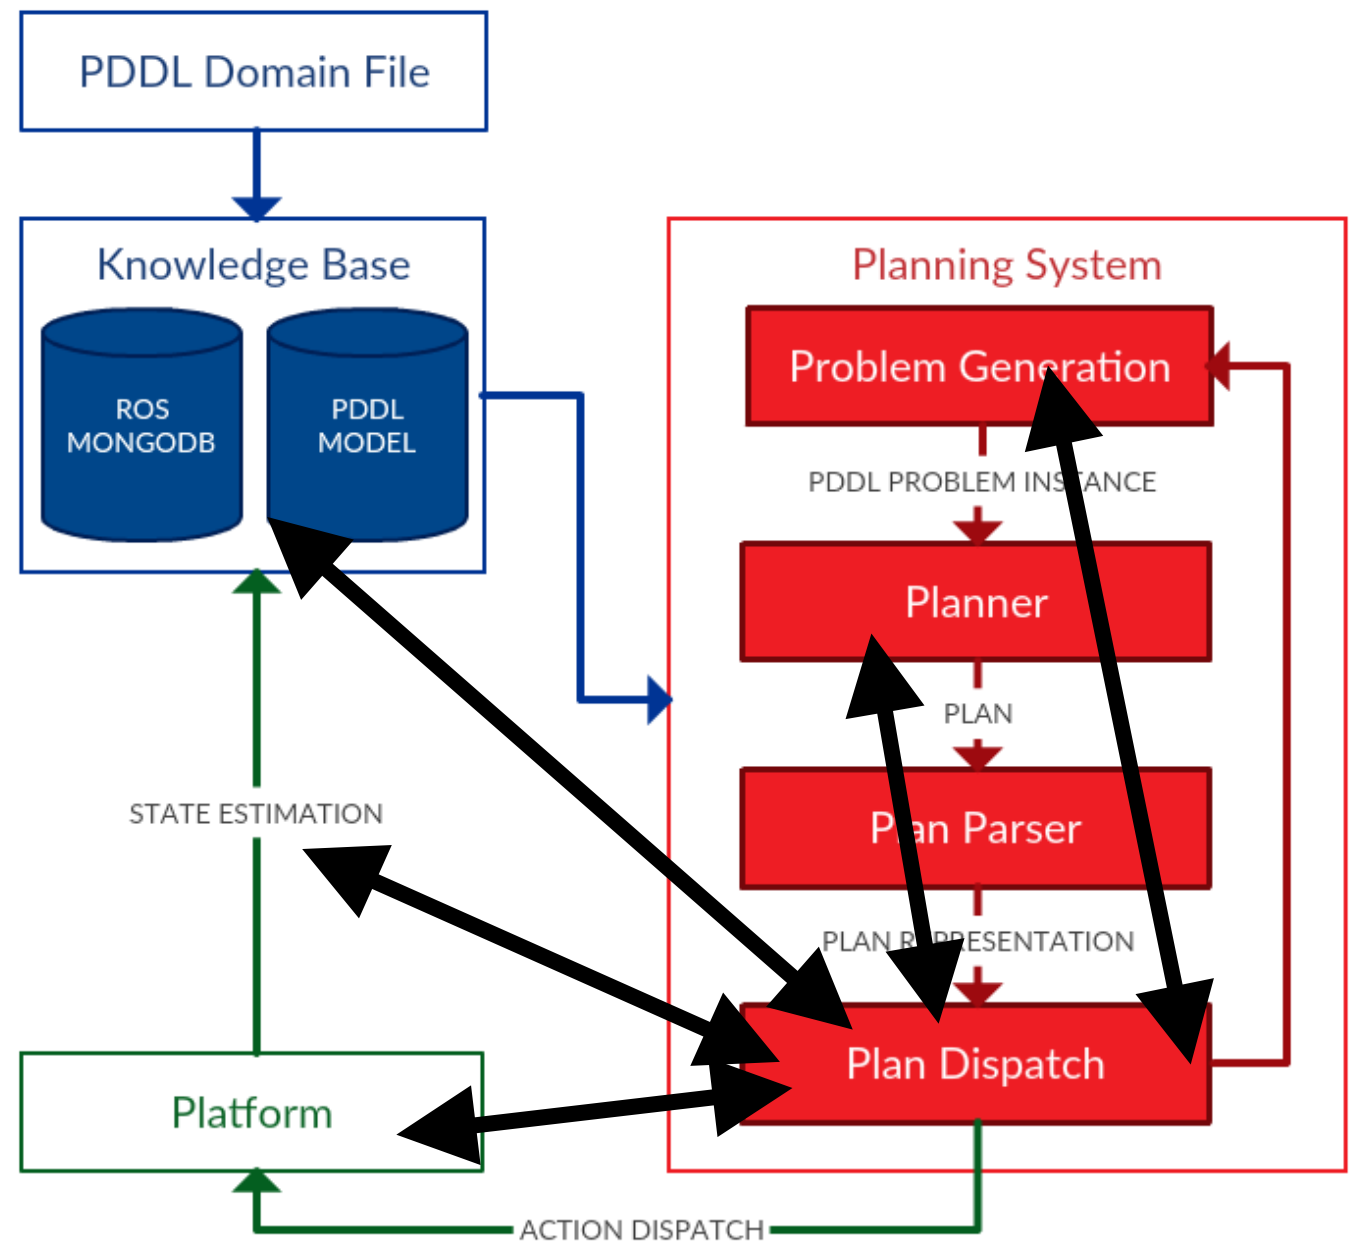 PDDL Domain File
Knowledge Base
ROS
MONGODB
PDDL
MODEL
Planning System
Problem Generation
PDDL PROBLEM INSTANCE
Planner
PLAN
Plan Parser
PLAN REPRESENTATION
Plan Dispatch
STATE ESTIMATION
Platform
ACTION DISPATCH